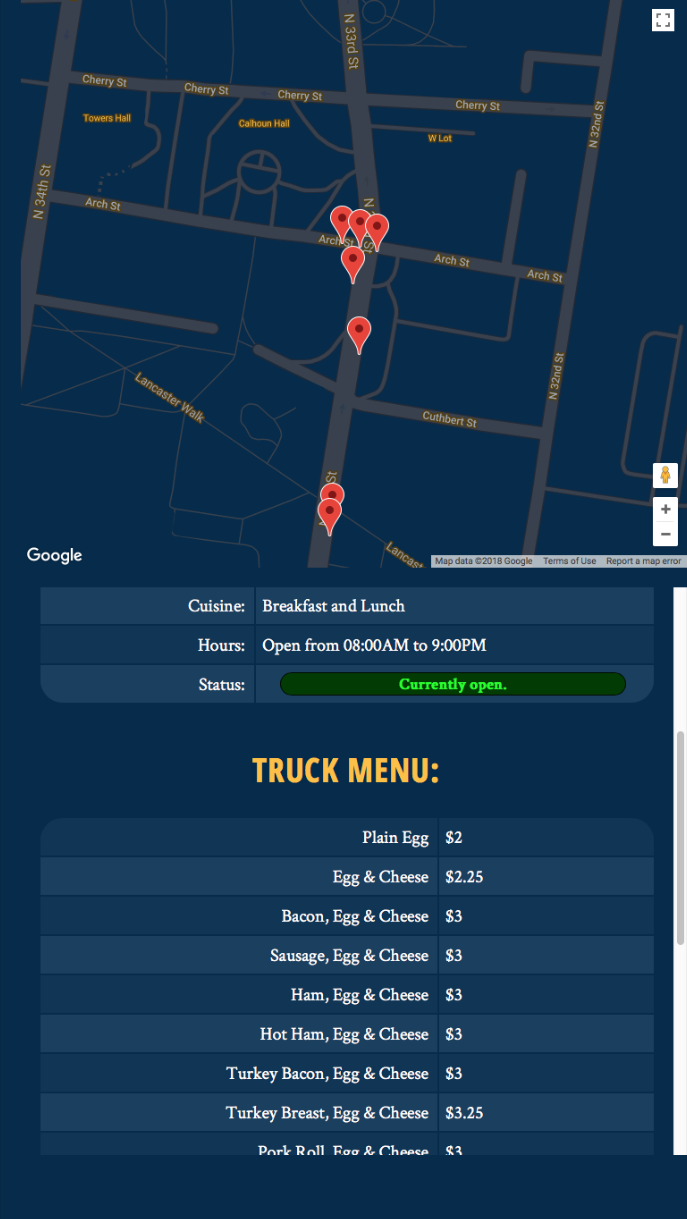 N 33rd St
Cherry St
Cherry St
Cherry St
Cherry St
Towers Hall
Calhoun Hall
W Lot
N 32nd St
N 34th St
Arch St
Arch St
Arch St
Arch St
N 32nd St
Lancaster Walk
Cuthbert St
St
Google
Map data ©2018 Google Terms of Use Report a map error
Cuisine: Breakfast and Lunch
Hours: Open from 08:00AM to 9:00PM
Status: Currently open.
TRUCK MENU:
Plain Egg $2
Egg & Cheese $2.25
Bacon, Egg & Cheese $3
Sausage, Egg & Cheese $3
Ham, Egg & Cheese $3
Hot Ham, Egg & Cheese $3
Turkey Bacon, Egg & Cheese $3
Turkey Breast, Egg & Cheese $3.25
Pork Roll, Egg & Cheese $3